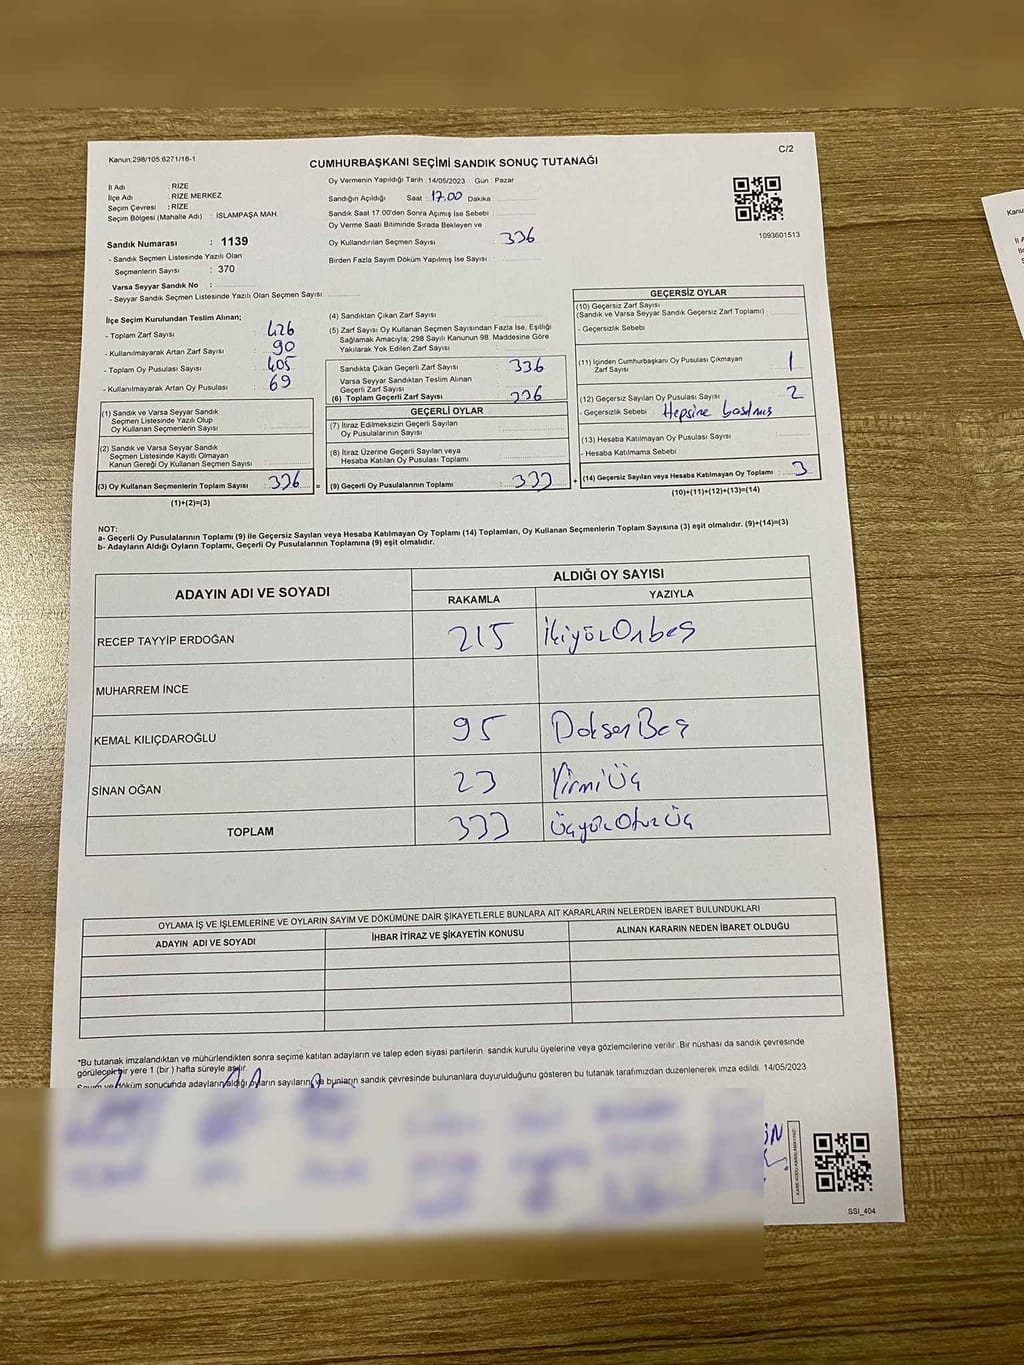 Kanun,298/105:6271/16-1
CUMHURBAŞKANI SEÇİMİ SANDIK SONUÇ TUTANAĞI
C/2
İl Adı : RİZE
İlçe Adı : RİZE MERKEZ
Seçim Çevresi : RİZE
Seçim Bölgesi (Mahalle Adı) : İSLAMPAŞA MAH.
Sandık Numarası : 1139
- Sandık Seçmen Listesinde Yazılı Olan
Seçmenlerin Sayısı : 370
Varsa Seyyar Sandık No :
- Seyyar Sandık Seçmen Listesinde Yazılı Olan Seçmen Sayısı:
Oy Vermenin Yapıldığı Tarih : 14/05/2023 Gün : Pazar
Sandığın Açıldığı Saat : 17.00 Dakika :
Sandık Saat 17.00'den Sonra Açımış İse Sebebi :
Oy Verme Saati Bitiminde Sırada Bekleyen ve
Oy Kullandırılan Seçmen Sayısı : 336
Birden Fazla Sayım Döküm Yapılmış İse Sayısı :
1093601513
İlçe Seçim Kurulundan Teslim Alınan;
- Toplam Zarf Sayısı : 426
- Kullanılmayarak Artan Zarf Sayısı : 90
- Toplam Oy Pusulası Sayısı : 405
- Kullanılmayarak Artan Oy Pusulası : 69
(1) Sandık ve Varsa Seyyar Sandık
Seçmen Listesinde Yazılı Olup
Oy Kullanan Seçmenlerin Sayısı :
(2) Sandık ve Varsa Seyyar Sandık
Seçmen Listesinde Kayıtlı Olmayan
Kanun Gereği Oy Kullanan Seçmen Sayısı :
(3) Oy Kullanan Seçmenlerin Toplam Sayısı : 336 =
(1)+(2)=(3)
(4) Sandıktan Çıkan Zarf Sayısı :
(5) Zarf Sayısı Oy Kullanan Seçmen Sayısından Fazla İse, Eşitliği
Sağlamak Amacıyla; 298 Sayılı Kanunun 98. Maddesine Göre
Yakılarak Yok Edilen Zarf Sayısı :
Sandıkta Çıkan Geçerli Zarf Sayısı : 336
Varsa Seyyar Sandıktan Teslim Alınan
Geçerli Zarf Sayısı :
(6) Toplam Geçerli Zarf Sayısı : 336
GEÇERLİ OYLAR
(7) İtiraz Edilmeksizin Geçerli Sayılan
Oy Pusulalarının Sayısı :
(8) İtiraz Üzerine Geçerli Sayılan veya
Hesaba Katılan Oy Pusulası Toplamı :
(9) Geçerli Oy Pusulalarının Toplamı : 333 +
GEÇERSİZ OYLAR
(10) Geçersiz Zarf Sayısı
(Sandık ve Varsa Seyyar Sandık Geçersiz Zarf Toplamı) :
- Geçersizlik Sebebi
(11) İçinden Cumhurbaşkanı Oy Pusulası Çıkmayan
Zarf Sayısı : 1
(12) Geçersiz Sayılan Oy Pusulası Sayısı : 2
- Geçersizlik Sebebi : Hepsine basılmış
(13) Hesaba Katılmayan Oy Pusulası Sayısı :
- Hesaba Katılmama Sebebi :
(14) Geçersiz Sayılan veya Hesaba Katılmayan Oy Toplamı : 3
(10)+(11)+(12)+(13)=(14)
NOT:
a- Geçerli Oy Pusulalarının Toplamı (9) ile Geçersiz Sayılan veya Hesaba Katılmayan Oy Toplamı (14) Toplamları, Oy Kullanan Seçmenlerin Toplam Sayısına (3) eşit olmalıdır. (9)+(14)=(3)
b- Adayların Aldığı Oyların Toplamı, Geçerli Oy Pusulalarının Toplamına (9) eşit olmalıdır.
ADAYIN ADI VE SOYADI
ALDIĞI OY SAYISI
RAKAMLA YAZIYLA
RECEP TAYYİP ERDOĞAN 215 İkiyüzOnbeş
MUHARREM İNCE
KEMAL KILIÇDAROĞLU 95 DoksanBeş
SİNAN OĞAN 23 YirmiÜç
TOPLAM 333 ÜçyüzOtuzÜç
OYLAMA İŞ VE İŞLEMLERİNE VE OYLARIN SAYIM VE DÖKÜMÜNE DAİR ŞİKAYETLERLE BUNLARA AİT KARARLARIN NELERDEN İBARET BULUNDUKLARI
ADAYIN ADI VE SOYADI İHBAR İTİRAZ VE ŞİKAYETİN KONUSU ALINAN KARARIN NEDEN İBARET OLDUĞU
*Bu tutanak imzalandıktan ve mühürlendikten sonra seçime katılan adayların ve talep eden siyasi partilerin sandık kurulu üyelerine veya gözlemcilerine verilir. Bir nüshası da sandık çevresinde
görülecek bir yere 1 (bir ) hafta süreyle asılır.
Sayım ve döküm sonucunda adayların aldığı oyların sayıların, ve bunların sandık çevresinde bulunanlara duyurulduğunu gösteren bu tutanak tarafımızdan düzenlenerek imza edildi. 14/05/2023
SSİ_404